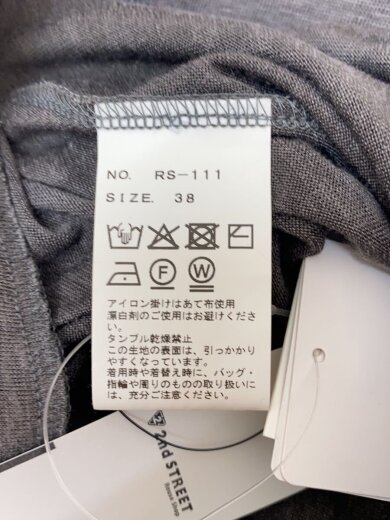 NO. RS-111
SIZE. 38
F
W
アイロン掛けはあて布使用
漂白剤のご使用はお避けくださ
い。
タンブル乾燥禁止
この生地の表面は、引っかかり
やすくなっています。
着用時や着替え時に、バッグ・
指輪や周りのものの取り扱いに
は、充分ご注意ください。
2nd STREET
Reuse Shop